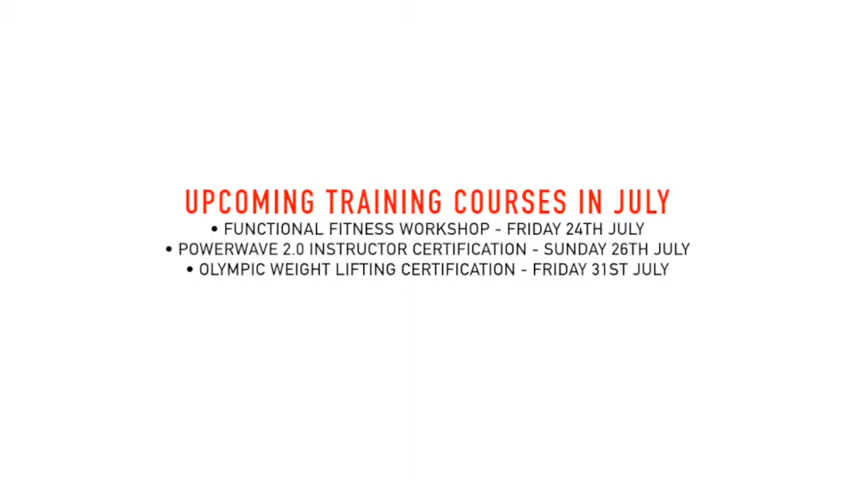 UPCOMING TRAINING COURSES IN JULY
• FUNCTIONAL FITNESS WORKSHOP - FRIDAY 24TH JULY
• POWERWAVE 2.0 INSTRUCTOR CERTIFICATION - SUNDAY 26TH JULY
• OLYMPIC WEIGHT LIFTING CERTIFICATION - FRIDAY 31ST JULY